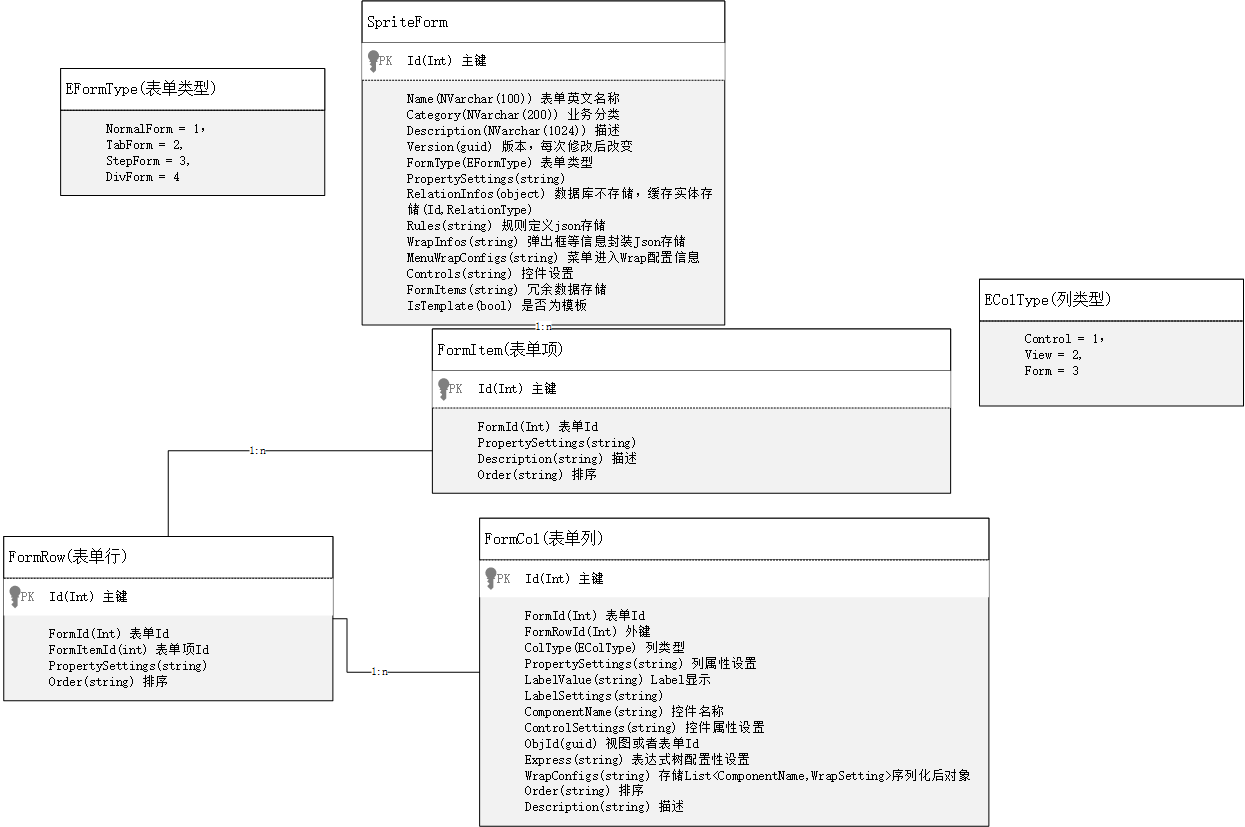 SpriteForm
PK Id(Int) 主键
Name(NVarchar(100)) 表单英文名称
Category(NVarchar(200)) 业务分类
Description(NVarchar(1024)) 描述
Version(guid) 版本，每次修改后改变
FormType(EFormType) 表单类型
PropertySettings(string)
RelationInfos(object) 数据库不存储，缓存实体存
储(Id,RelationType)
Rules(string) 规则定义json存储
WrapInfos(string) 弹出框等信息封装Json存储
MenuWrapConfigs(string) 菜单进入Wrap配置信息
Controls(string) 控件设置
FormItems(string) 冗余数据存储
IsTemplate(bool) 是否为模板
EFormType(表单类型)
NormalForm = 1，
TabForm = 2,
StepForm = 3,
DivForm = 4
EColType(列类型)
Control = 1，
View = 2,
Form = 3
1:n
FormItem(表单项)
PK Id(Int) 主键
FormId(Int) 表单Id
PropertySettings(string)
Description(string) 描述
Order(string) 排序
1:n
FormRow(表单行)
PK Id(Int) 主键
FormId(Int) 表单Id
FormItemId(int) 表单项Id
PropertySettings(string)
Order(string) 排序
1:n
FormCol(表单列)
PK Id(Int) 主键
FormId(Int) 表单Id
FormRowId(Int) 外键
ColType(EColType) 列类型
PropertySettings(string) 列属性设置
LabelValue(string) Label显示
LabelSettings(string)
ComponentName(string) 控件名称
ControlSettings(string) 控件属性设置
ObjId(guid) 视图或者表单Id
Express(string) 表达式树配置性设置
WrapConfigs(string) 存储List<ComponentName,WrapSetting>序列化后对象
Order(string) 排序
Description(string) 描述